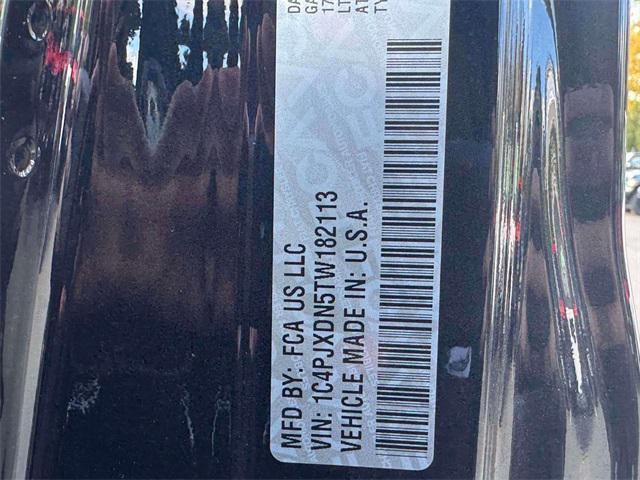 MFD BY: FCA US LLC
VIN: 1C4PJXDN5TW182113
VEHICLE MADE IN: U.S.A.